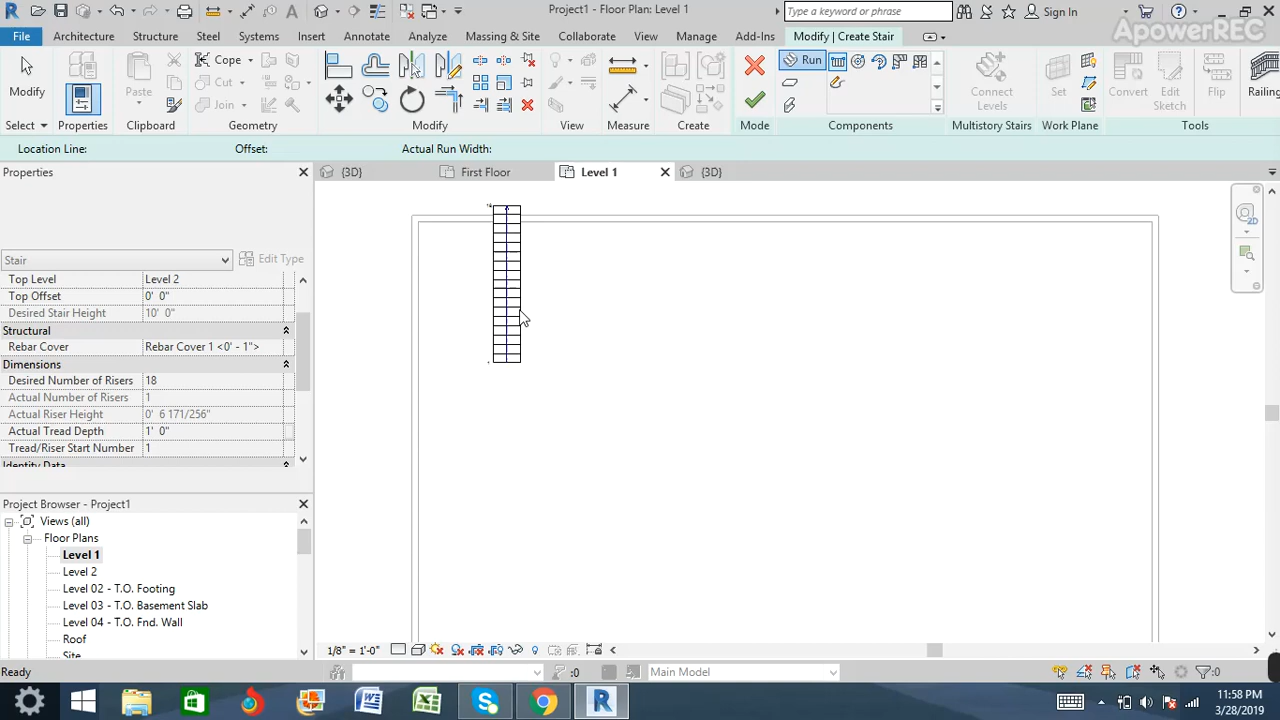 Project1 - Floor Plan: Level 1
Type a keyword or phrase
Sign In
ApowerREC
File
Architecture
Structure
Steel
Systems
Insert
Annotate
Analyze
Massing & Site
Collaborate
View
Manage
Add-Ins
Modify | Create Stair
Modify
Paste
Cope
Cut
Join
Run
Connect
Levels
Set
Convert
Edit
Sketch
Flip
Railing
Select
Properties
Clipboard
Geometry
Modify
View
Measure
Create
Mode
Components
Multistory Stairs
Work Plane
Tools
Location Line:
Offset:
Actual Run Width:
Properties
{3D}
First Floor
Level 1
{3D}
2D
Stair
Edit Type
Top Level
Level 2
Top Offset
0' 0"
Desired Stair Height
10' 0"
Structural
Rebar Cover
Rebar Cover 1 <0' - 1">
Dimensions
Desired Number of Risers
18
Actual Number of Risers
1
Actual Riser Height
0' 6 171/256"
Actual Tread Depth
1' 0"
Tread/Riser Start Number
1
Identity Data
Project Browser - Project1
Views (all)
Floor Plans
Level 1
Level 2
Level 02 - T.O. Footing
Level 03 - T.O. Basement Slab
Level 04 - T.O. Fnd. Wall
Roof
Site
1/8" = 1'-0"
Ready
:0
Main Model
:0
11:58 PM
3/28/2019